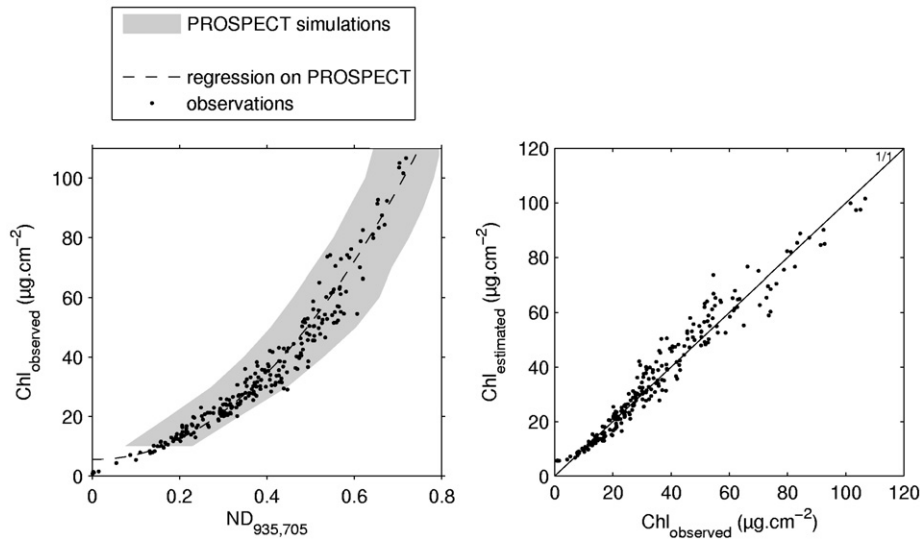 PROSPECT simulations
regression on PROSPECT
observations
100
80
60
40
20
0
Chl_observed (µg.cm⁻²)
0 0.2 0.4 0.6 0.8
ND_935,705
120
100
80
60
40
20
0
Chl_estimated (µg.cm⁻²)
1/1
0 20 40 60 80 100 120
Chl_observed (µg.cm⁻²)